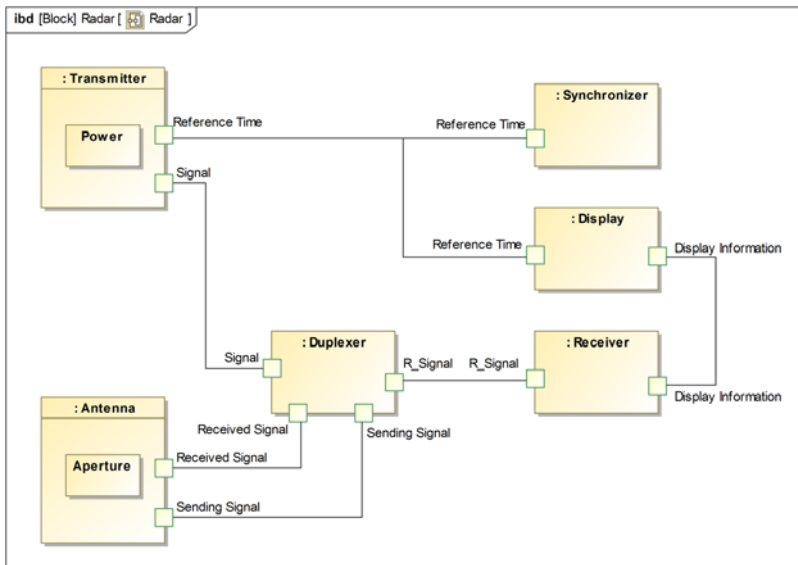 ibd [Block] Radar [ Radar ]
: Transmitter
Power
Reference Time
Signal
Reference Time
: Synchronizer
: Display
Reference Time
Display Information
Signal
: Duplexer
R_Signal
R_Signal
: Receiver
Display Information
Received Signal
Sending Signal
: Antenna
Aperture
Received Signal
Sending Signal